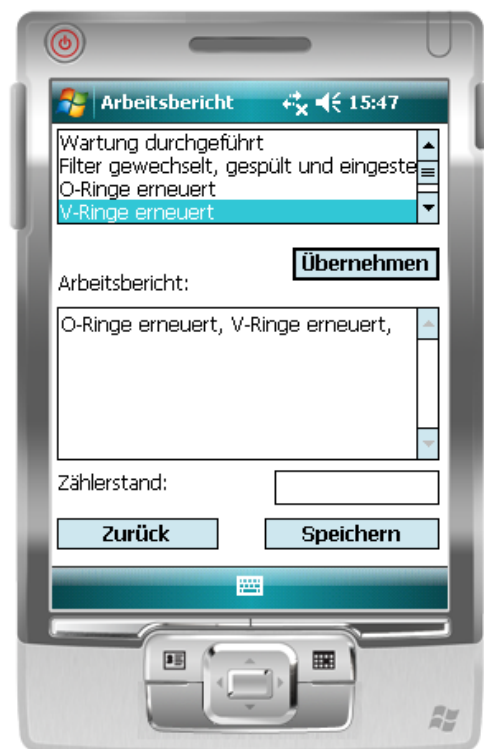 Arbeitsbericht 15:47
Wartung durchgeführt
Filter gewechselt, gespült und eingeste
O-Ringe erneuert
V-Ringe erneuert
Übernehmen
Arbeitsbericht:
O-Ringe erneuert, V-Ringe erneuert,
Zählerstand:
Zurück Speichern